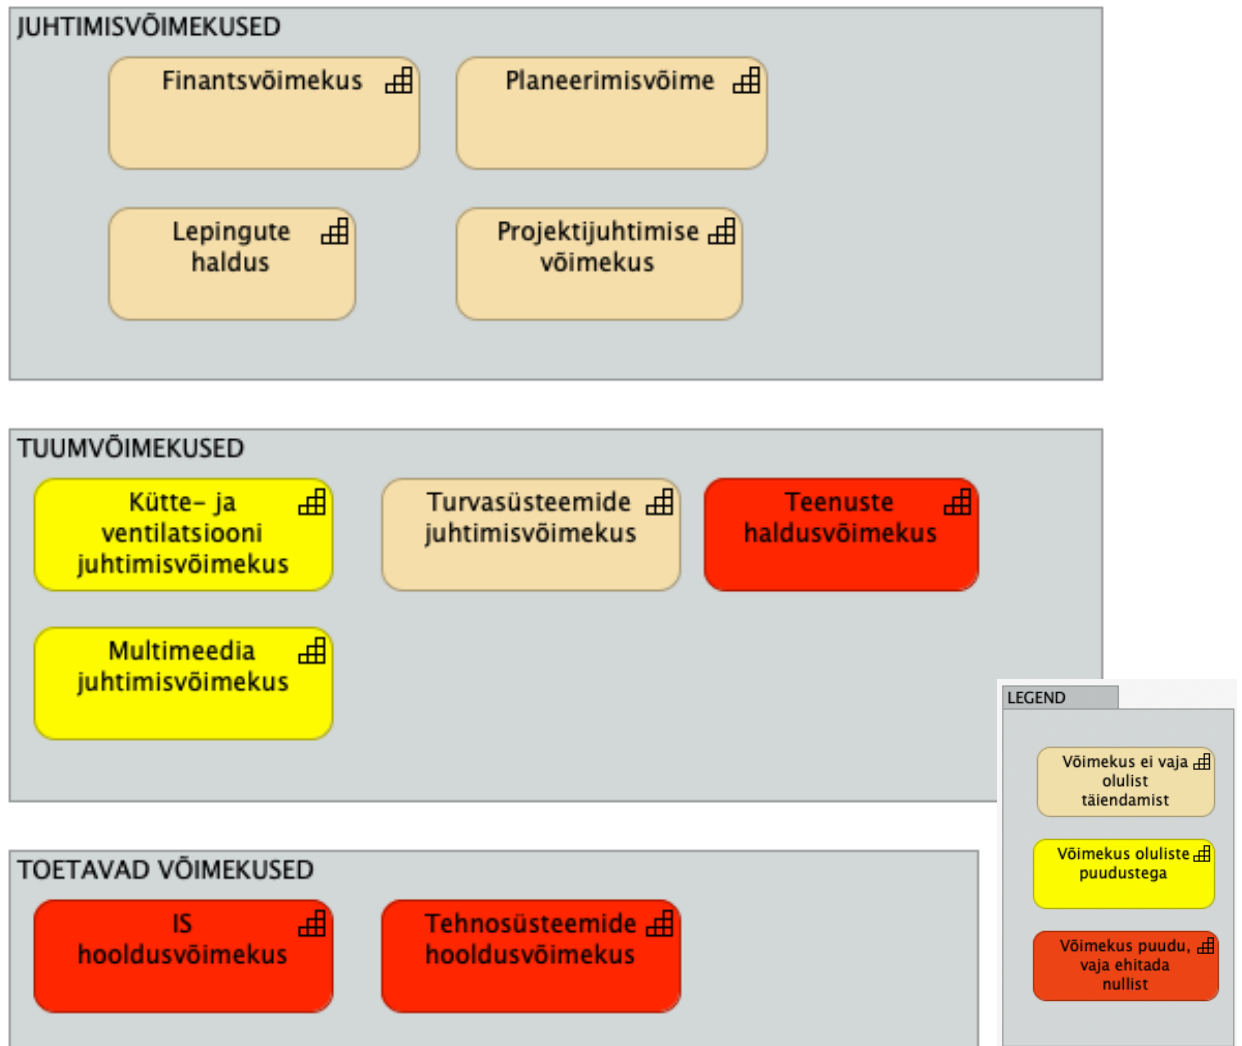 JUHTIMISVÕIMEKUSED
Finantsvõimekus
Planeerimisvõime
Lepingute
haldus
Projektijuhtimise
võimekus
TUUMVÕIMEKUSED
Kütte- ja
ventilatsiooni
juhtimisvõimekus
Turvasüsteemide
juhtimisvõimekus
Teenuste
haldusvõimekus
Multimeedia
juhtimisvõimekus
TOETAVAD VÕIMEKUSED
IS
hooldusvõimekus
Tehnosüsteemide
hooldusvõimekus
LEGEND
Võimekus ei vaja
olulist
täiendamist
Võimekus oluliste
puudustega
Võimekus puudu,
vaja ehitada
nullist